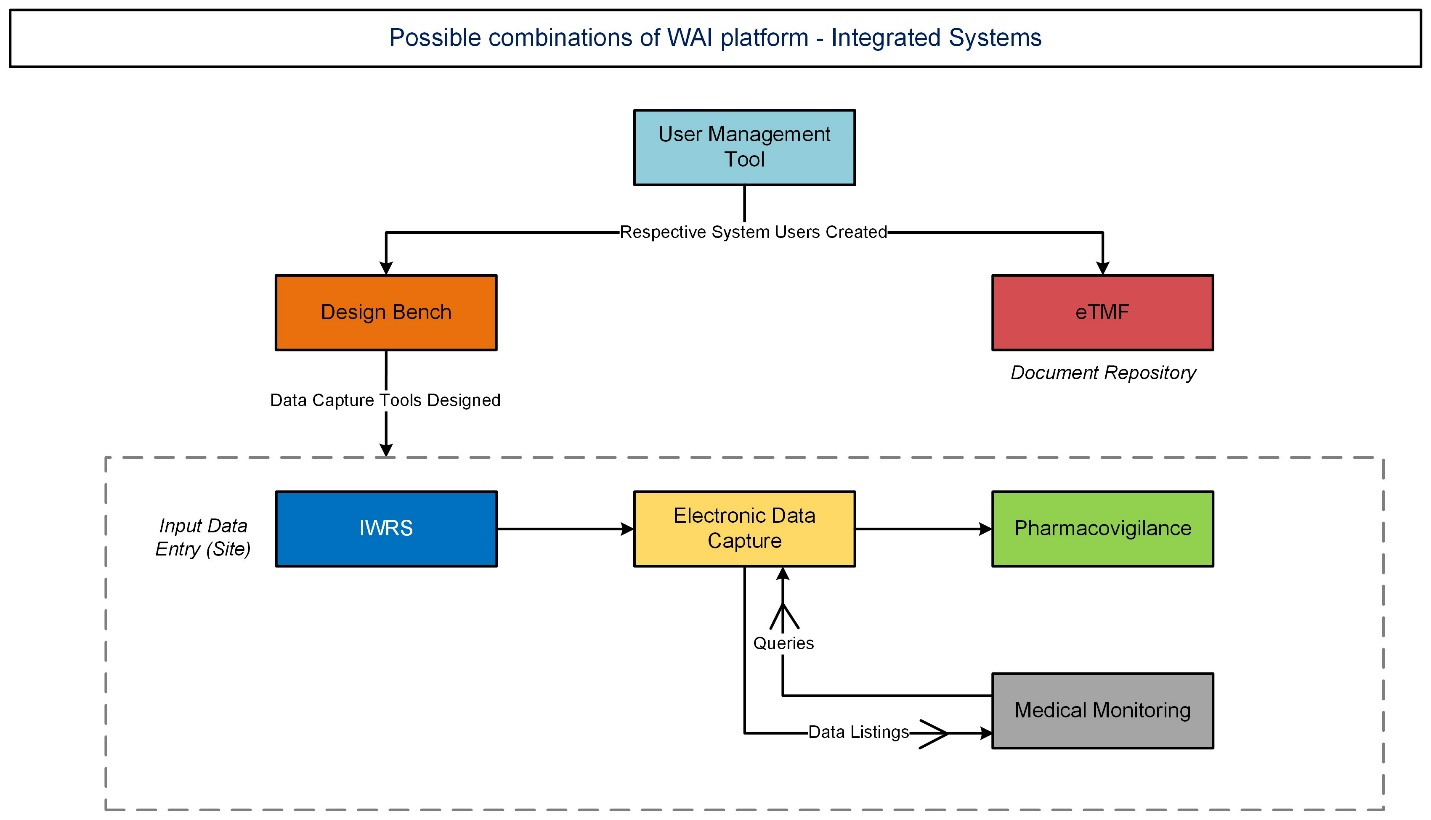 Possible combinations of WAI platform - Integrated Systems
User Management
Tool
Respective System Users Created
Design Bench
eTMF
Document Repository
Data Capture Tools Designed
Input Data
Entry (Site)
IWRS
Electronic Data
Capture
Pharmacovigilance
Queries
Medical Monitoring
Data Listings